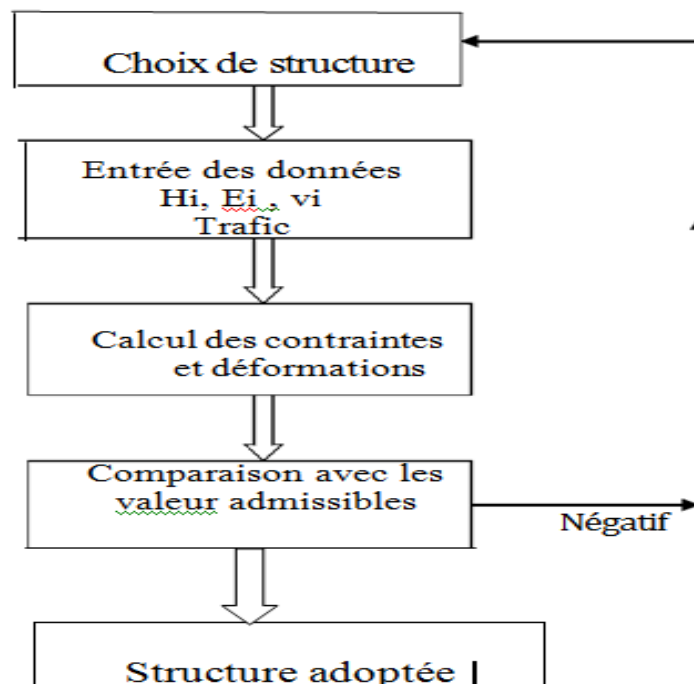 Choix de structure
Entrée des données
Hi, Ei , vi
Trafic
Calcul des contraintes
et déformations
Comparaison avec les
valeur admissibles
Négatif
Structure adoptée